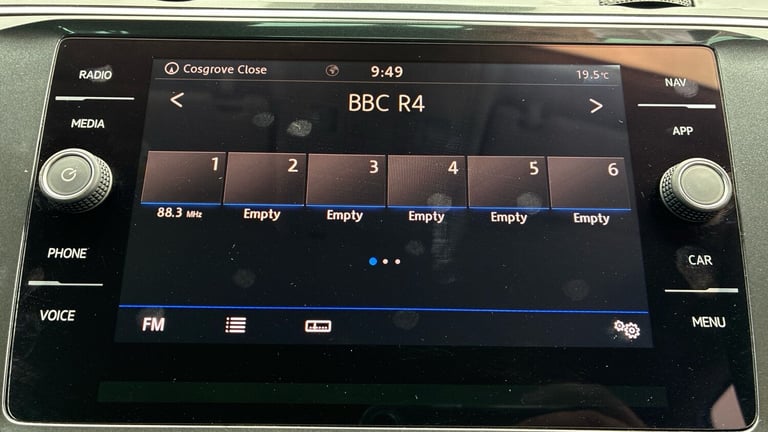 RADIO
MEDIA
PHONE
VOICE
Cosgrove Close
9:49
19.5°C
< BBC R4 >
1 2 3 4 5 6
88.3 MHz Empty Empty Empty Empty Empty
FM
NAV
APP
CAR
MENU